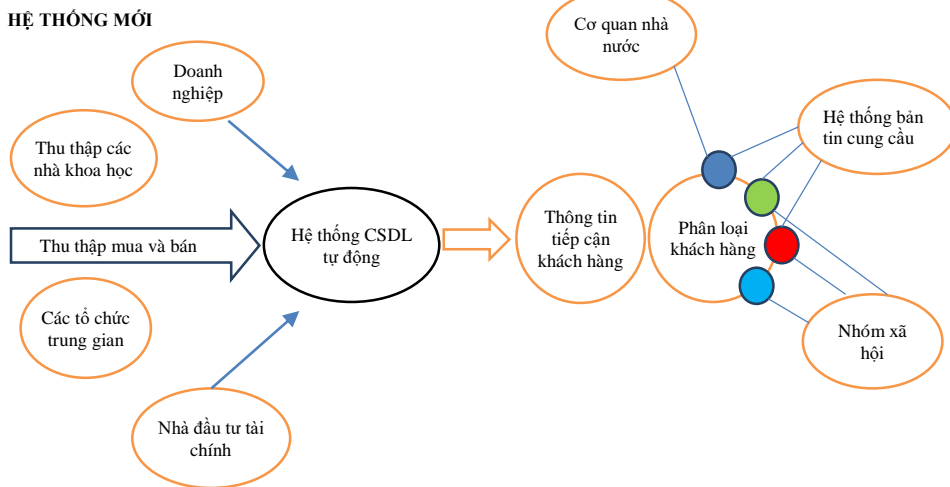 HỆ THỐNG MỚI
Cơ quan nhà
nước
Doanh
nghiệp
Hệ thống bản
tin cung cầu
Thu thập các
nhà khoa học
Thu thập mua và bán
Hệ thống CSDL
tự động
Thông tin
tiếp cận
khách hàng
Phân loại
khách hàng
Các tổ chức
trung gian
Nhóm xã
hội
Nhà đầu tư tài
chính